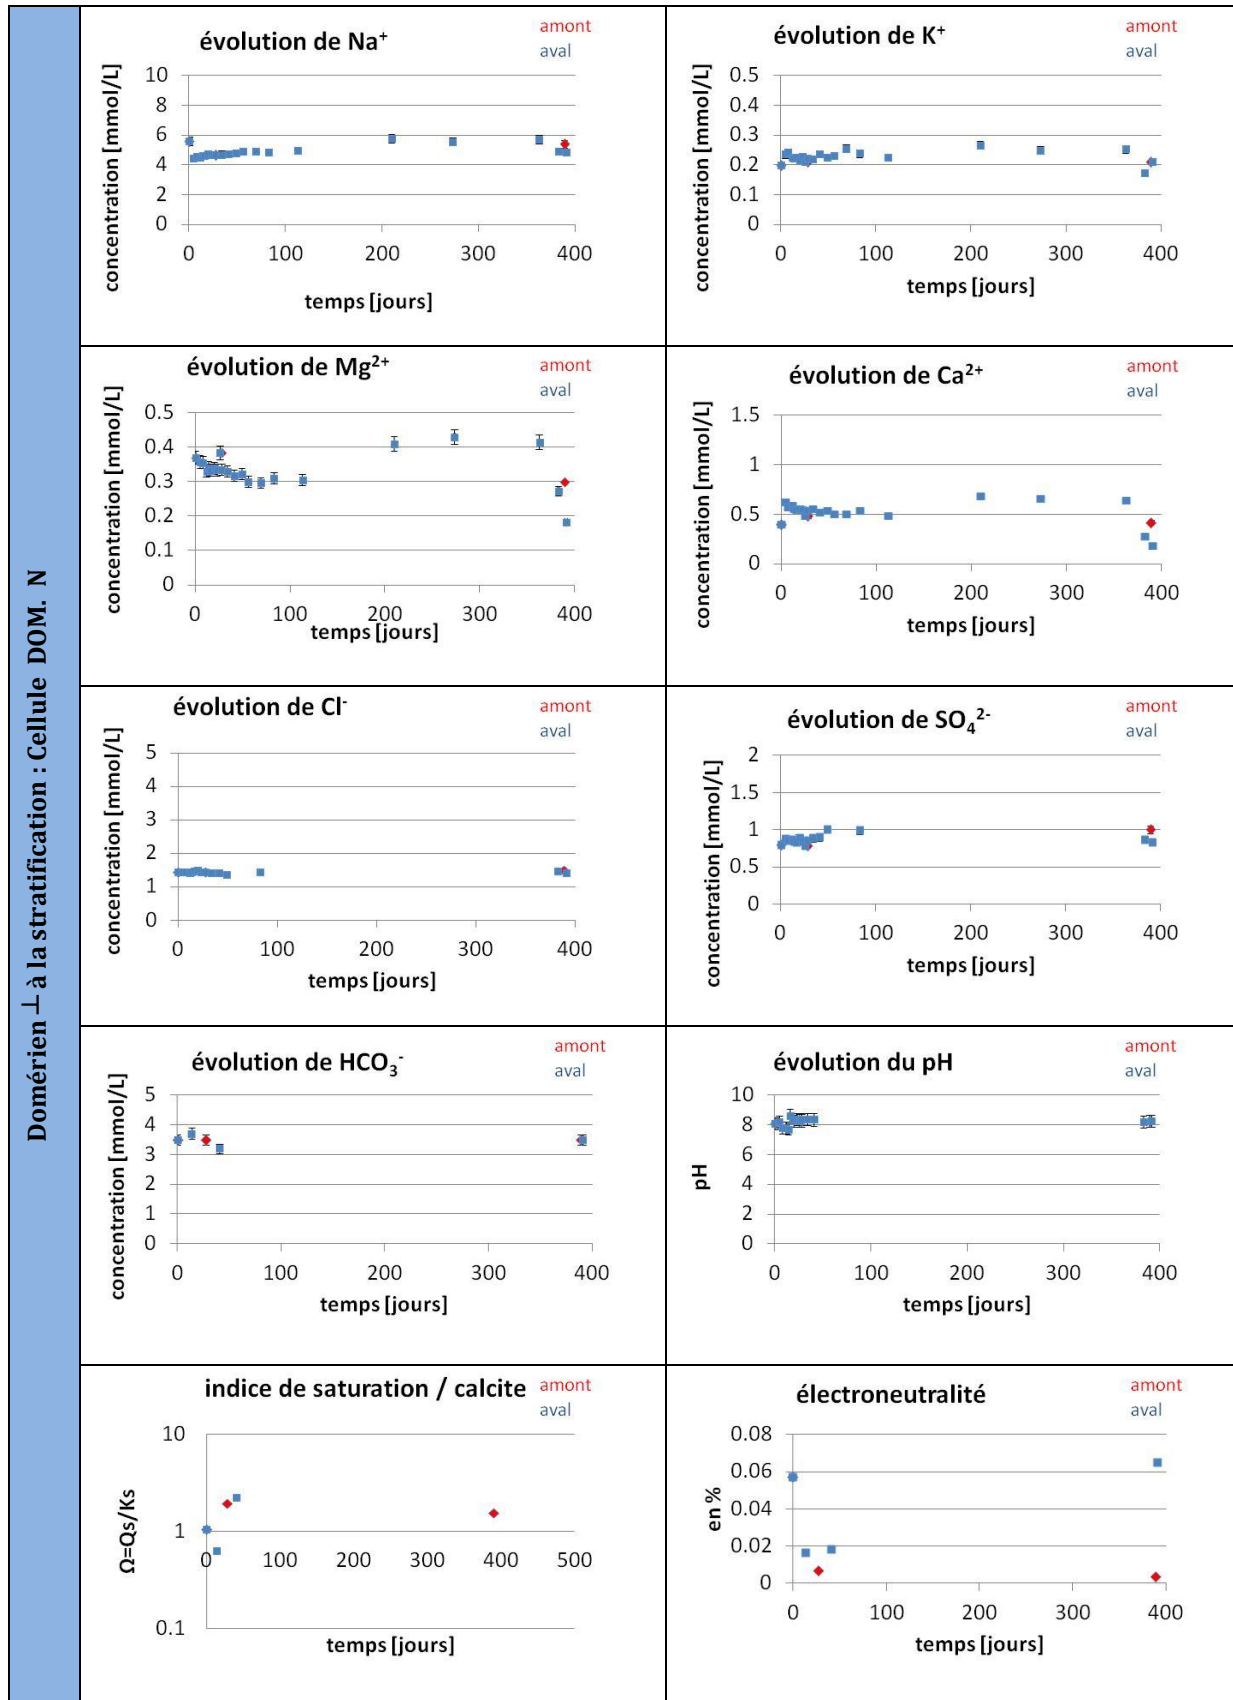 Domérien ┴ à la stratification : Cellule DOM. N
évolution de Na⁺
amont
aval
concentration [mmol/L]
10
8
6
4
2
0
0 100 200 300 400
temps [jours]
évolution de K⁺
amont
aval
concentration [mmol/L]
0.5
0.4
0.3
0.2
0.1
0
0 100 200 300 400
temps [jours]
évolution de Mg²⁺
amont
aval
concentration [mmol/L]
0.5
0.4
0.3
0.2
0.1
0
0 100 200 300 400
temps [jours]
évolution de Ca²⁺
amont
aval
concentration [mmol/L]
1.5
1
0.5
0
0 100 200 300 400
temps [jours]
évolution de Cl⁻
amont
aval
concentration [mmol/L]
5
4
3
2
1
0
0 100 200 300 400
temps [jours]
évolution de SO₄²⁻
amont
aval
concentration [mmol/L]
2
1.5
1
0.5
0
0 100 200 300 400
temps [jours]
évolution de HCO₃⁻
amont
aval
concentration [mmol/L]
5
4
3
2
1
0
0 100 200 300 400
temps [jours]
évolution du pH
amont
aval
pH
10
8
6
4
2
0
0 100 200 300 400
temps [jours]
indice de saturation / calcite
amont
aval
Ω=Qs/Ks
10
1
0.1
0 100 200 300 400 500
temps [jours]
électroneutralité
amont
aval
en %
0.08
0.06
0.04
0.02
0
0 100 200 300 400
temps [jours]